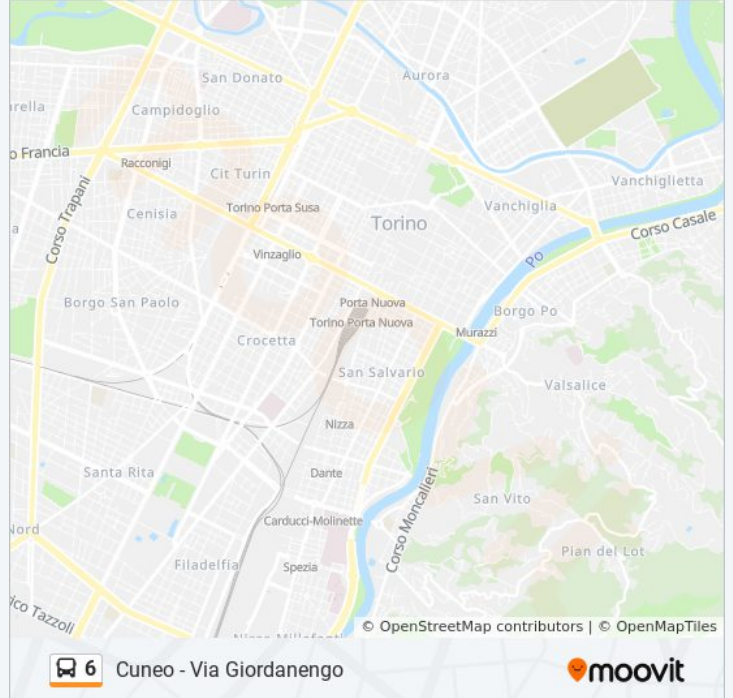 San Donato
Aurora
arella
Campidoglio
o Francia
Racconigi
Cit Turin
Vanchiglietta
Corso Trapani
Cenisia
Torino Porta Susa
Vanchiglia
Torino
Corso Casale
a
Vinzaglio
Po
Borgo San Paolo
Porta Nuova
Borgo Po
Torino Porta Nuova
Crocetta
Murazzi
San Salvario
Valsalice
Nizza
Santa Rita
Dante
Corso Moncalieri
San Vito
Carducci-Molinette
Nord
Pian del Lot
Filadelfia
Spezia
rico Tazzoli
© OpenStreetMap contributors | © OpenMapTiles
6 Cuneo - Via Giordanengo
moovit